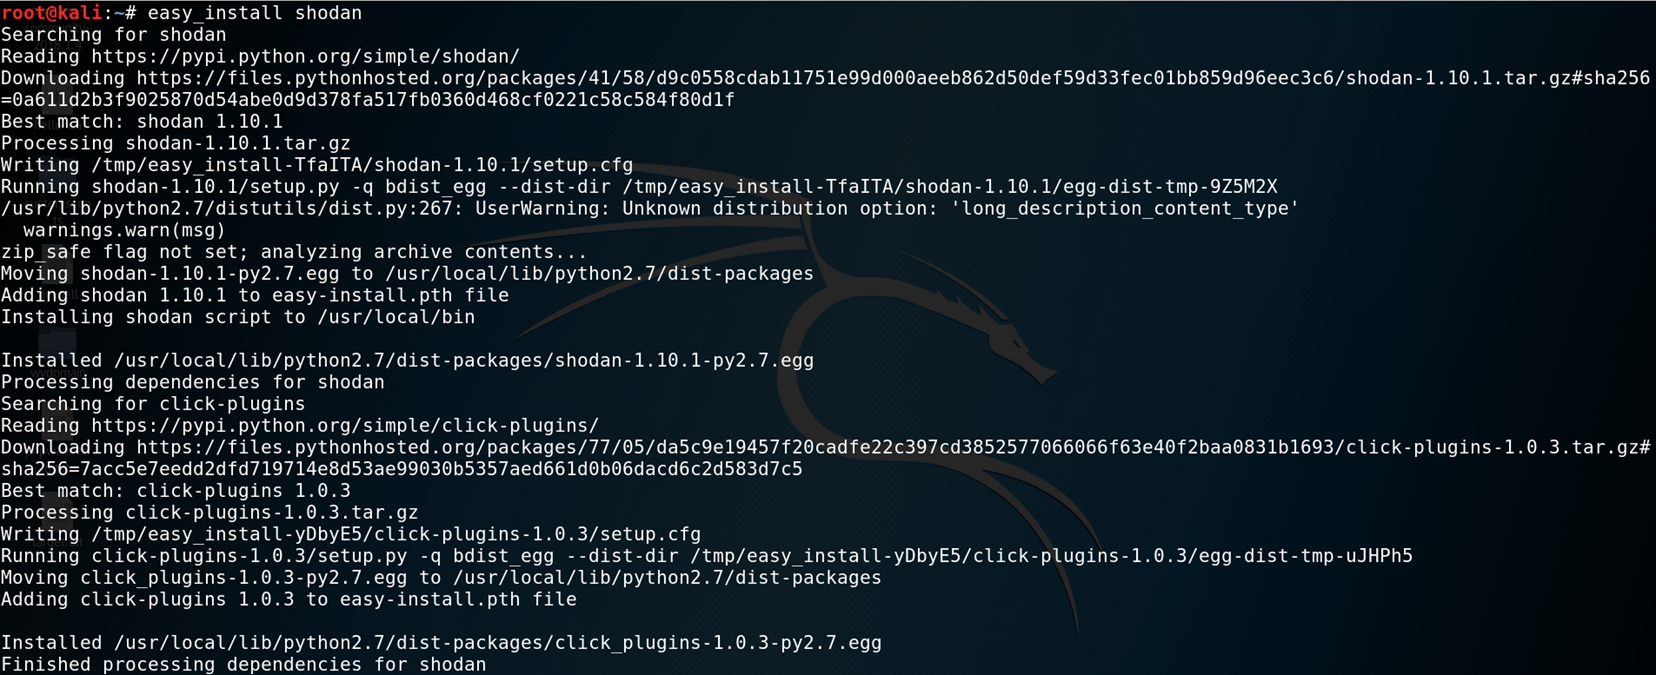 root@kali:~# easy_install shodan
Searching for shodan
Reading https://pypi.python.org/simple/shodan/
Downloading https://files.pythonhosted.org/packages/41/58/d9c0558cdab11751e99d000aeeb862d50def59d33fec01bb859d96eec3c6/shodan-1.10.1.tar.gz#sha256
=0a611d2b3f9025870d54abe0d9d378fa517fb0360d468cf0221c58c584f80d1f
Best match: shodan 1.10.1
Processing shodan-1.10.1.tar.gz
Writing /tmp/easy_install-TfaITA/shodan-1.10.1/setup.cfg
Running shodan-1.10.1/setup.py -q bdist_egg --dist-dir /tmp/easy_install-TfaITA/shodan-1.10.1/egg-dist-tmp-9Z5M2X
/usr/lib/python2.7/distutils/dist.py:267: UserWarning: Unknown distribution option: 'long_description_content_type'
  warnings.warn(msg)
zip_safe flag not set; analyzing archive contents...
Moving shodan-1.10.1-py2.7.egg to /usr/local/lib/python2.7/dist-packages
Adding shodan 1.10.1 to easy-install.pth file
Installing shodan script to /usr/local/bin
Installed /usr/local/lib/python2.7/dist-packages/shodan-1.10.1-py2.7.egg
Processing dependencies for shodan
Searching for click-plugins
Reading https://pypi.python.org/simple/click-plugins/
Downloading https://files.pythonhosted.org/packages/77/05/da5c9e19457f20cadfe22c397cd3852577066066f63e40f2baa0831b1693/click-plugins-1.0.3.tar.gz#
sha256=7acc5e7eedd2dfd719714e8d53ae99030b5357aed661d0b06dacd6c2d583d7c5
Best match: click-plugins 1.0.3
Processing click-plugins-1.0.3.tar.gz
Writing /tmp/easy_install-yDbyE5/click-plugins-1.0.3/setup.cfg
Running click-plugins-1.0.3/setup.py -q bdist_egg --dist-dir /tmp/easy_install-yDbyE5/click-plugins-1.0.3/egg-dist-tmp-uJHPh5
Moving click_plugins-1.0.3-py2.7.egg to /usr/local/lib/python2.7/dist-packages
Adding click-plugins 1.0.3 to easy-install.pth file
Installed /usr/local/lib/python2.7/dist-packages/click_plugins-1.0.3-py2.7.egg
Finished processing dependencies for shodan